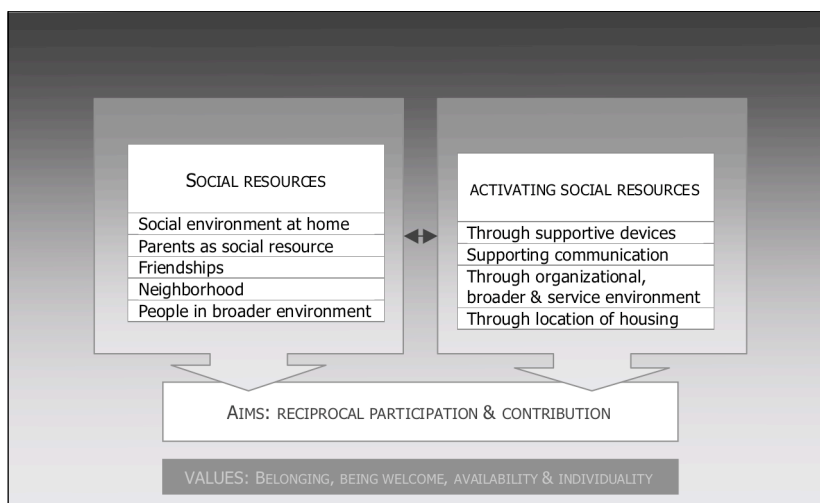 SOCIAL RESOURCES
Social environment at home
Parents as social resource
Friendships
Neighborhood
People in broader environment
ACTIVATING SOCIAL RESOURCES
Through supportive devices
Supporting communication
Through organizational,
broader & service environment
Through location of housing
AIMS: RECIPROCAL PARTICIPATION & CONTRIBUTION
VALUES: BELONGING, BEING WELCOME, AVAILABILITY & INDIVIDUALITY